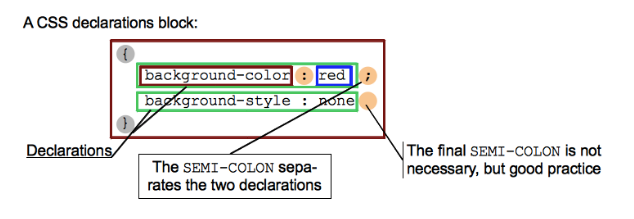 A CSS declarations block:
{
background-color : red ;
background-style : none
}
Declarations
The SEMI-COLON sepa-
rates the two declarations
The final SEMI-COLON is not
necessary, but good practice